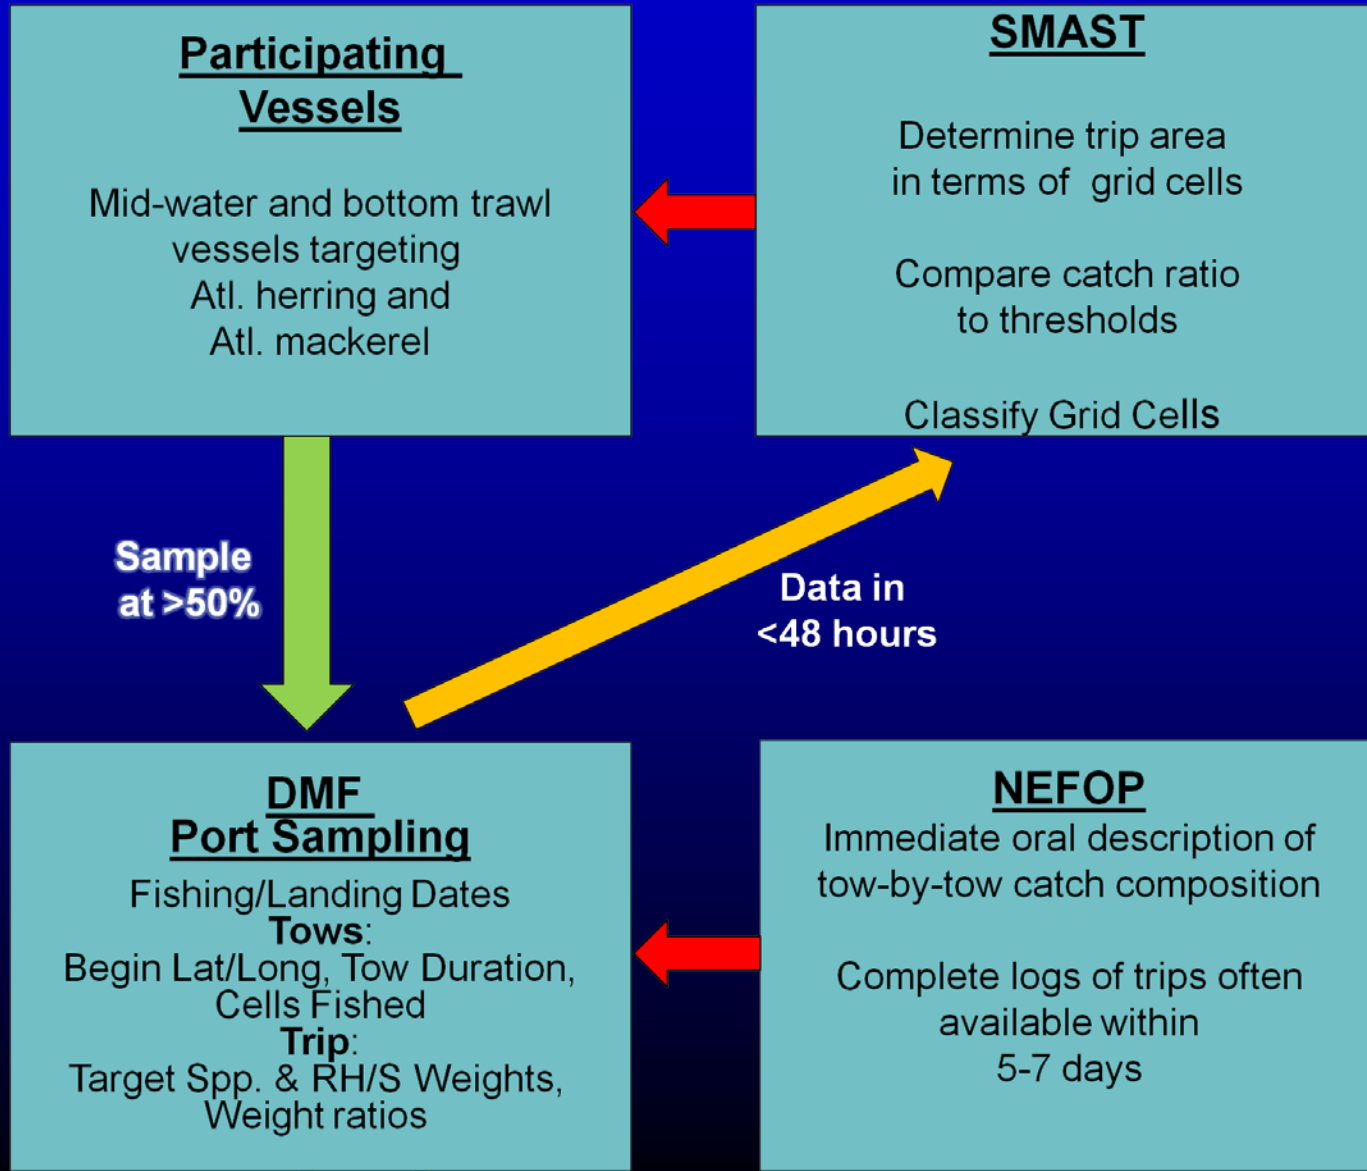 Participating
Vessels
Mid-water and bottom trawl
vessels targeting
Atl. herring and
Atl. mackerel
SMAST
Determine trip area
in terms of grid cells
Compare catch ratio
to thresholds
Classify Grid Cells
Sample
at >50%
Data in
<48 hours
DMF
Port Sampling
Fishing/Landing Dates
Tows:
Begin Lat/Long, Tow Duration,
Cells Fished
Trip:
Target Spp. & RH/S Weights,
Weight ratios
NEFOP
Immediate oral description of
tow-by-tow catch composition
Complete logs of trips often
available within
5-7 days